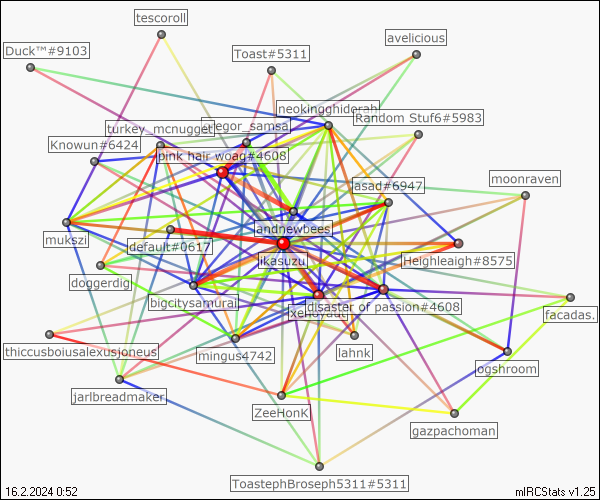 tescoroll
avelicious
Duck™#9103
Toast#5311
neokingghidorah
Random Stuf6#5983
turkey_mcnugget
gregor_samsa
Knowun#6424
pink hair woag#4608
moonraven
asad#6947
andnewbees
mukszi
default#0617
likasuzu
Heighleaigh#8575
doggerdig
bigcitysamurai
disaster of passion#4608
facadas.
thiccusboiusalexusjoneus
mingus4742
lahnk
ogshroom
jarlbreadmaker
ZeeHonK
gazpachoman
ToastephBroseph5311#5311
16.2.2024 0:52
mIRCStats v1.25